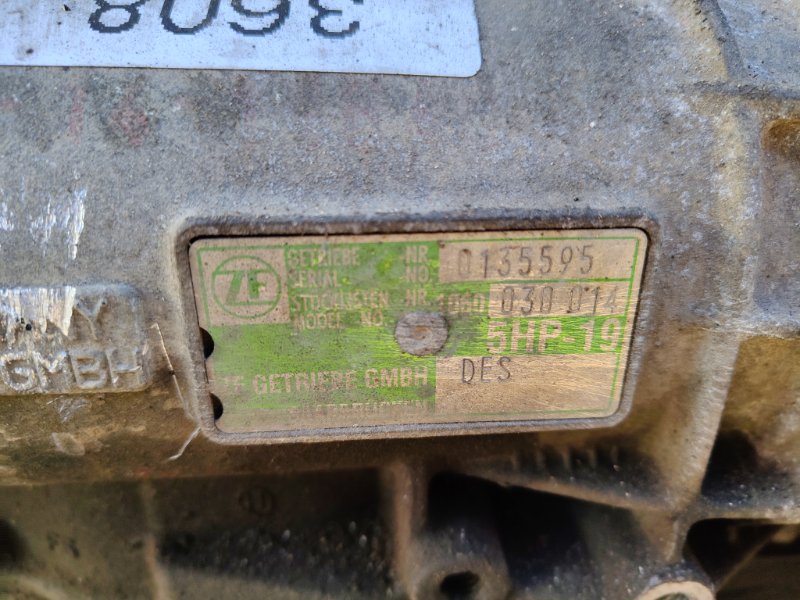 3608
GETRIEBE NR. 0135595
SERIAL NO.
ZF
STÜCKLISTEN NR. 1060 030 014
MODEL NO.
5HP-19
ZF GETRIEBE GMBH DES
GMBH